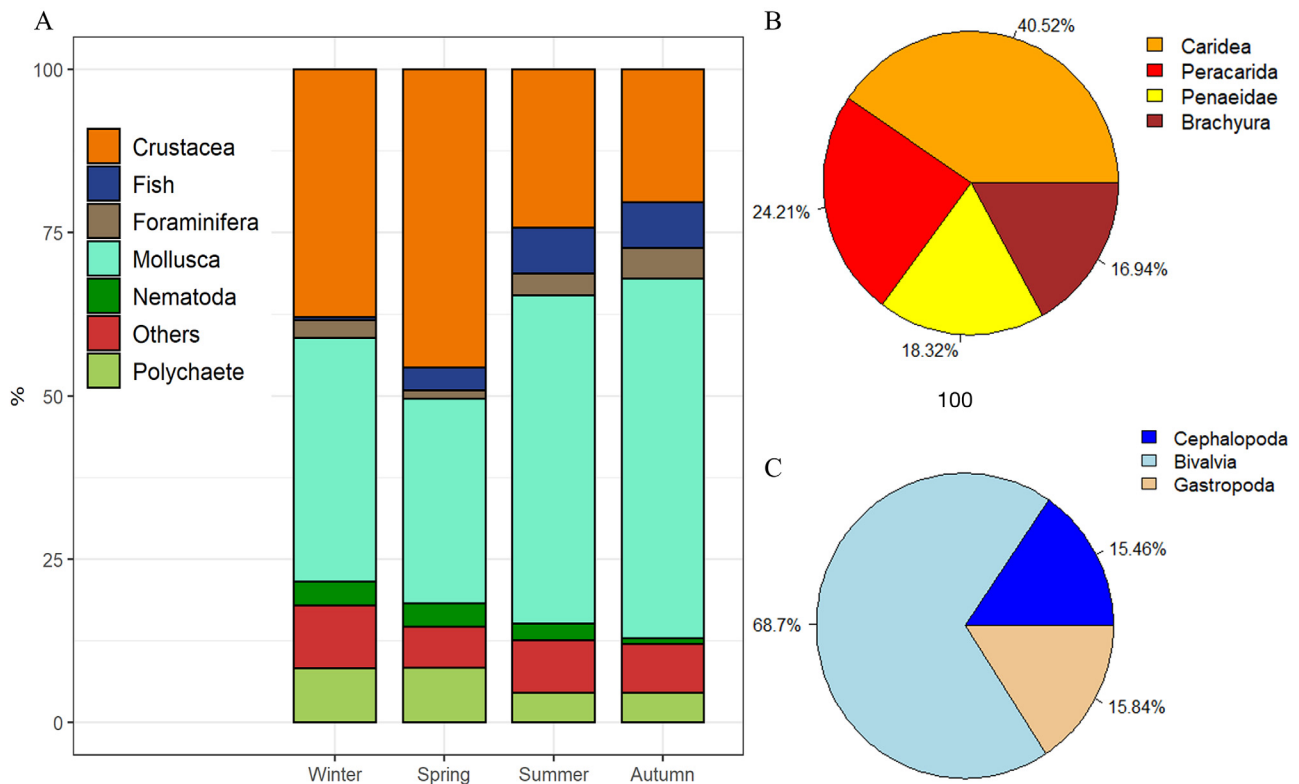 A
100
75
50
25
0
%
Crustacea
Fish
Foraminifera
Mollusca
Nematoda
Others
Polychaete
Winter Spring Summer Autumn
B
40.52%
24.21%
18.32%
16.94%
Caridea
Peracarida
Penaeidae
Brachyura
100
C
Cephalopoda
Bivalvia
Gastropoda
15.46%
68.7%
15.84%